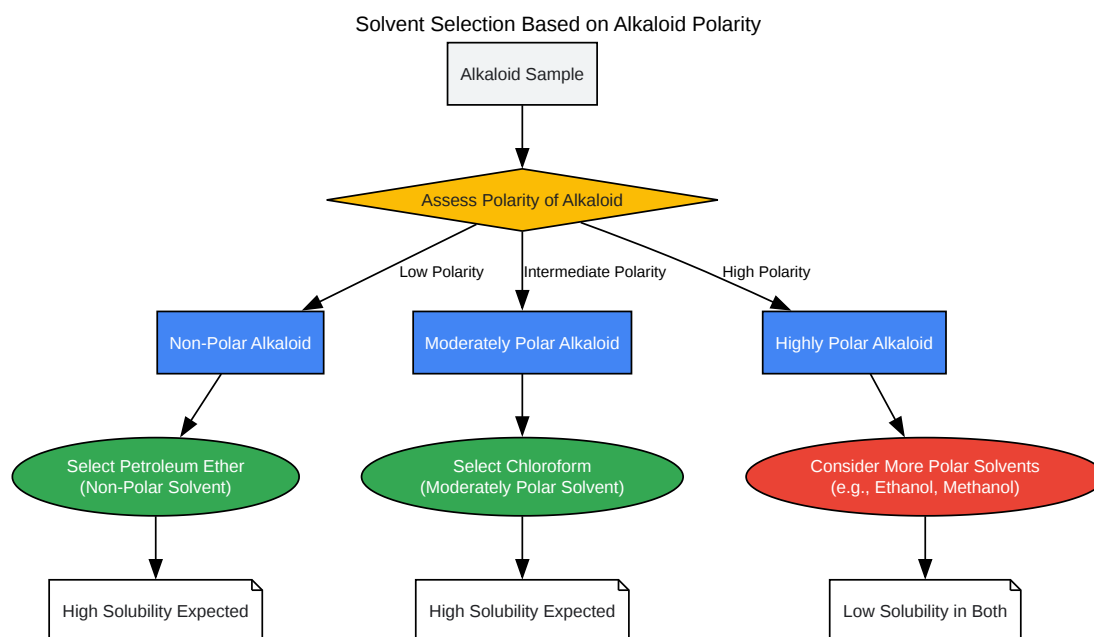 Solvent Selection Based on Alkaloid Polarity
Alkaloid Sample
Assess Polarity of Alkaloid
Low Polarity
Intermediate Polarity
High Polarity
Non-Polar Alkaloid
Moderately Polar Alkaloid
Highly Polar Alkaloid
Select Petroleum Ether
(Non-Polar Solvent)
Select Chloroform
(Moderately Polar Solvent)
Consider More Polar Solvents
(e.g., Ethanol, Methanol)
High Solubility Expected
High Solubility Expected
Low Solubility in Both